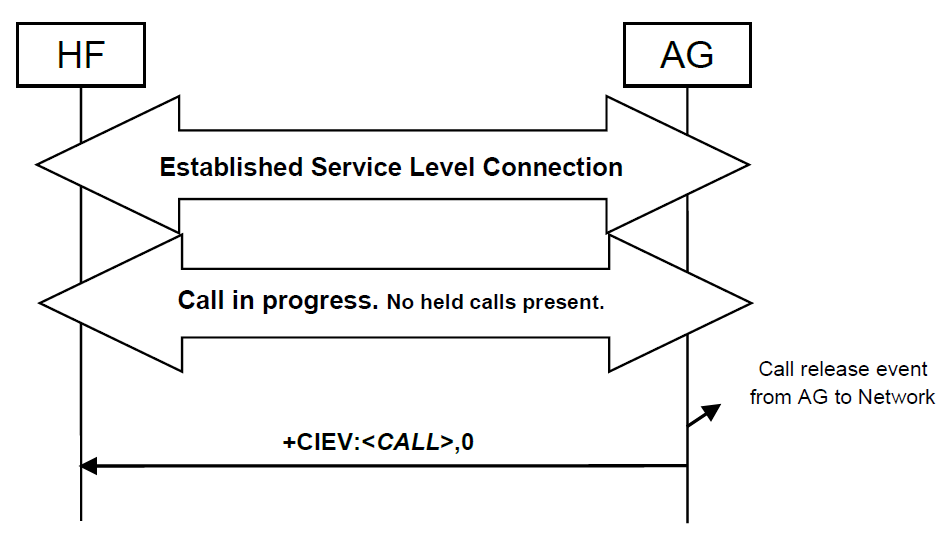 HF
AG
Established Service Level Connection
Call in progress. No held calls present.
Call release event
from AG to Network
+CIEV:<CALL>,0